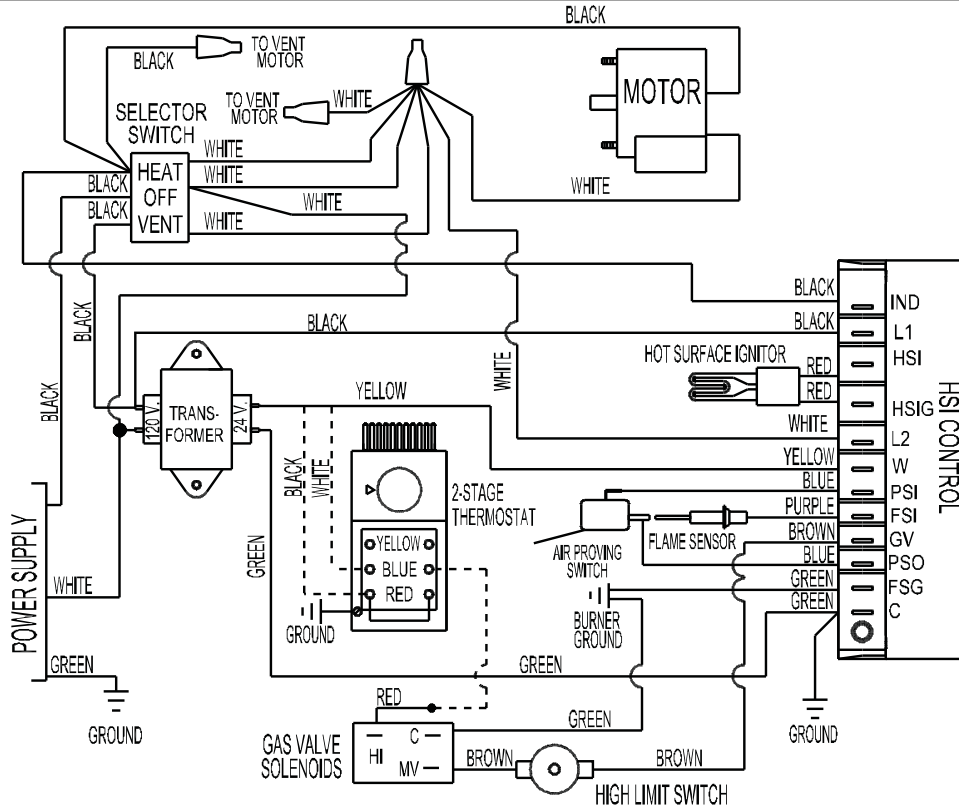 BLACK
BLACK
TO VENT
MOTOR
TO VENT
MOTOR
WHITE
MOTOR
SELECTOR
SWITCH
WHITE
HEAT
WHITE
BLACK
OFF
WHITE
WHITE
BLACK
VENT
WHITE
BLACK
IND
BLACK
BLACK
BLACK
L1
HOT SURFACE IGNITOR
RED
HSI
RED
HSIG
WHITE
YELLOW
BLACK
120 V.
TRANS-
FORMER
24 V.
WHITE
L2
HSI CONTROL
YELLOW
W
BLACK
WHITE
2-STAGE
THERMOSTAT
BLUE
PSI
PURPLE
FSI
BROWN
GV
FLAME SENSOR
AIR PROVING
SWITCH
BLUE
PSO
YELLOW
BLUE
RED
GREEN
POWER SUPPLY
WHITE
GREEN
FSG
GREEN
C
GROUND
BURNER
GROUND
GREEN
GREEN
GROUND
RED
GREEN
GROUND
GAS VALVE
SOLENOIDS
HI
C
MV
BROWN
BROWN
HIGH LIMIT SWITCH